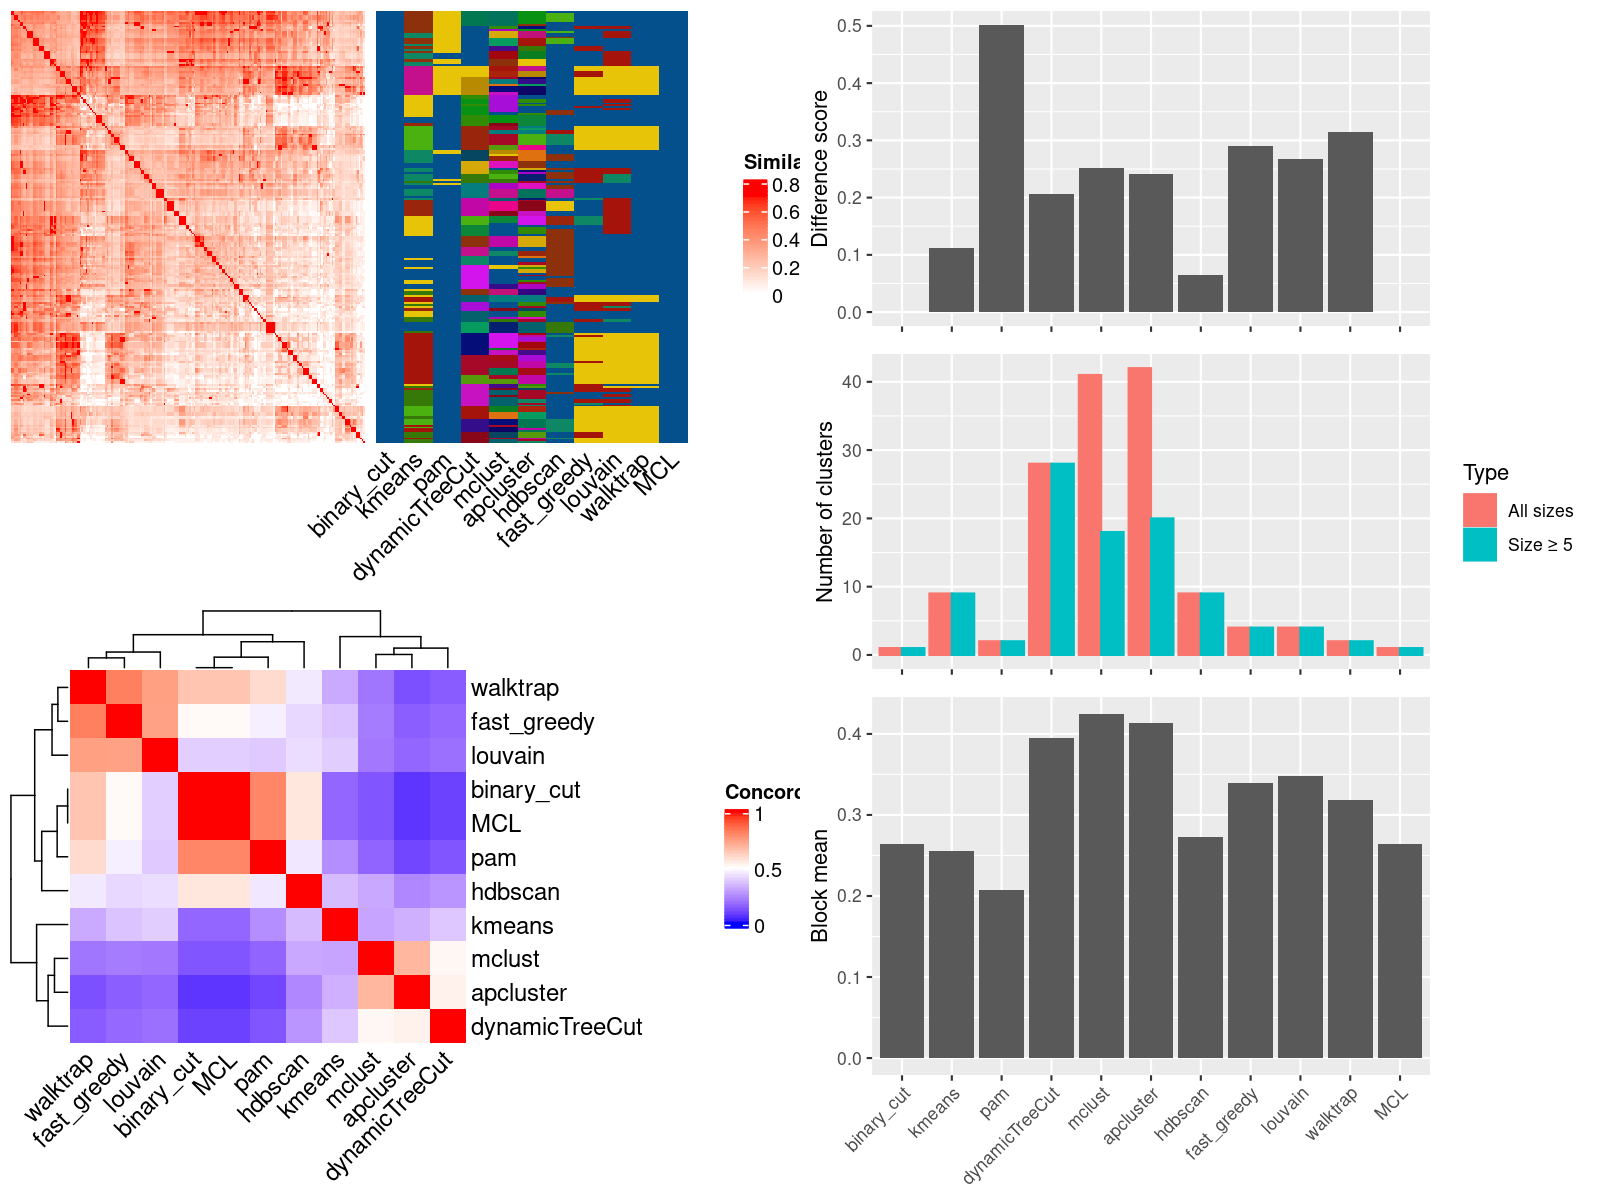 binary_cut
kmeans
pam
dynamicTreeCut
mclust
apcluster
hdbscan
fast_greedy
louvain
walktrap
MCL
Simila
0.8
0.6
0.4
0.2
0
walktrap
fast_greedy
louvain
binary_cut
MCL
pam
hdbscan
kmeans
mclust
apcluster
dynamicTreeCut
walktrap
fast_greedy
louvain
binary_cut
MCL
pam
hdbscan
kmeans
mclust
apcluster
dynamicTreeCut
Concord
1
0.5
0
Difference score
0.5
0.4
0.3
0.2
0.1
0.0
Number of clusters
40
30
20
10
0
Type
All sizes
Size ≥ 5
Block mean
0.4
0.3
0.2
0.1
0.0
binary_cut
kmeans
pam
dynamicTreeCut
mclust
apcluster
hdbscan
fast_greedy
louvain
walktrap
MCL